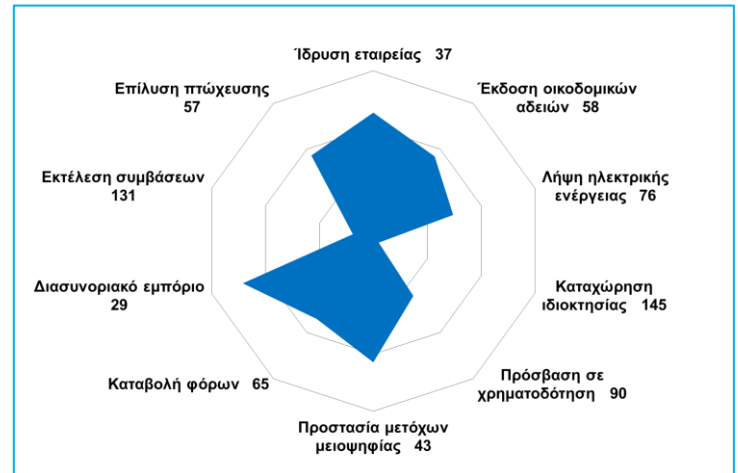 Ίδρυση εταιρείας 37
Έκδοση οικοδομικών
αδειών 58
Λήψη ηλεκτρικής
ενέργειας 76
Καταχώρηση
ιδιοκτησίας 145
Πρόσβαση σε
χρηματοδότηση 90
Προστασία μετόχων
μειοψηφίας 43
Καταβολή φόρων 65
Διασυνοριακό εμπόριο
29
Εκτέλεση συμβάσεων
131
Επίλυση πτώχευσης
57